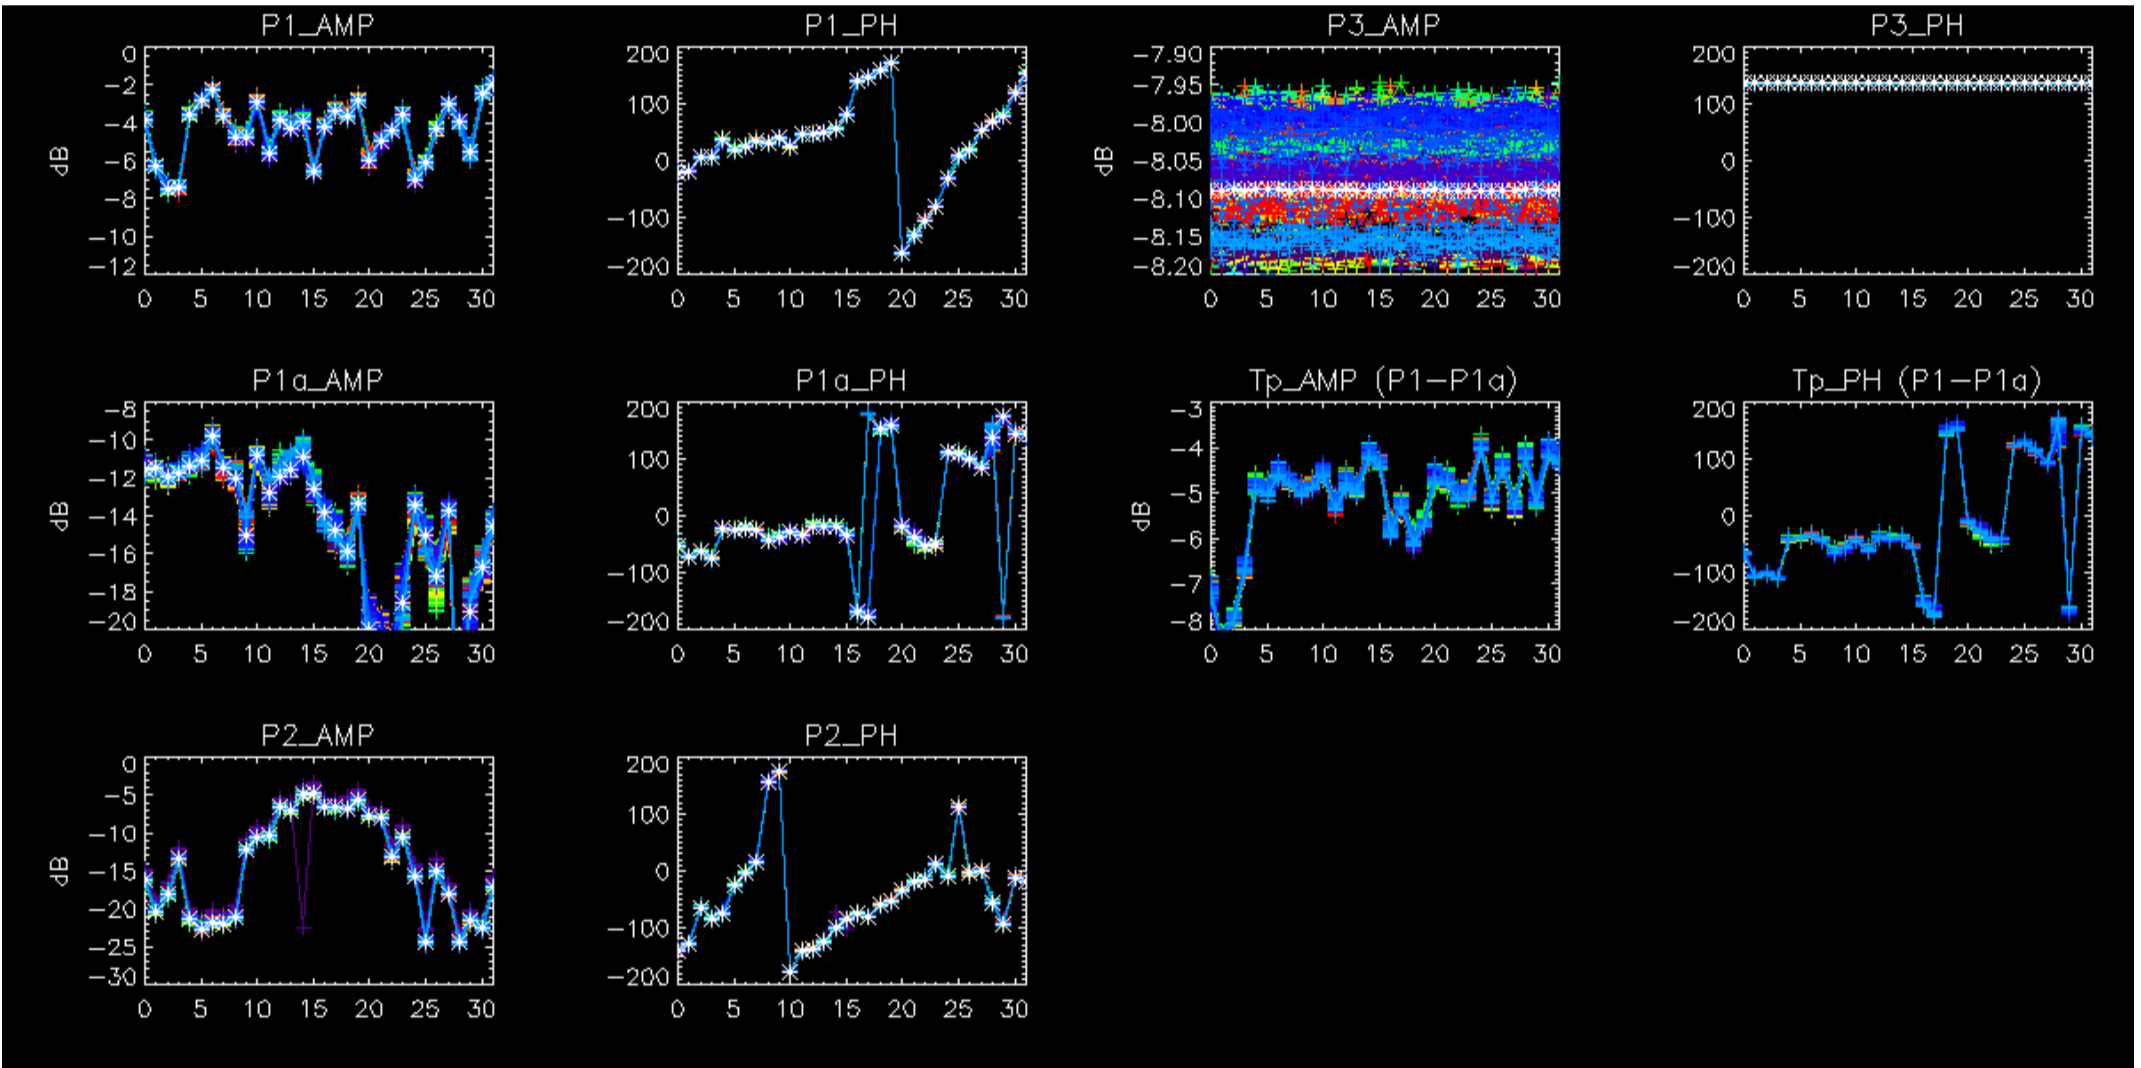 P1_AMP
P1_PH
P3_AMP
P3_PH
0
-2
-4
-6
-8
-10
-12
dB
0 5 10 15 20 25 30
200
100
0
-100
-200
0 5 10 15 20 25 30
-7.90
-7.95
-8.00
-8.05
-8.10
-8.15
-8.20
dB
0 5 10 15 20 25 30
200
100
0
-100
-200
0 5 10 15 20 25 30
P1a_AMP
P1a_PH
Tp_AMP (P1-P1a)
Tp_PH (P1-P1a)
-8
-10
-12
-14
-16
-18
-20
dB
0 5 10 15 20 25 30
200
100
0
-100
-200
0 5 10 15 20 25 30
-3
-4
-5
-6
-7
-8
dB
0 5 10 15 20 25 30
200
100
0
-100
-200
0 5 10 15 20 25 30
P2_AMP
P2_PH
0
-5
-10
-15
-20
-25
-30
dB
0 5 10 15 20 25 30
200
100
0
-100
-200
0 5 10 15 20 25 30